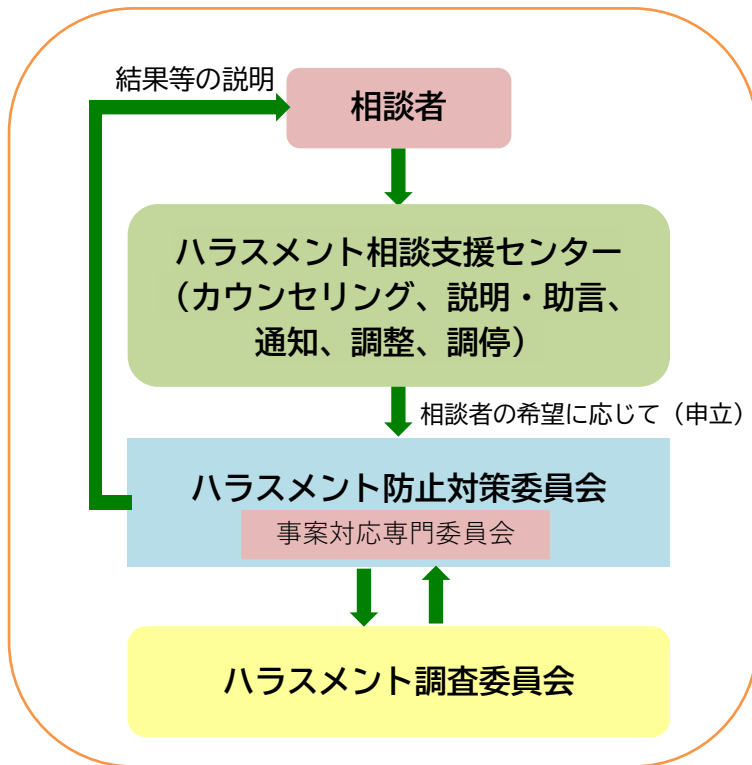 結果等の説明
相談者
ハラスメント相談支援センター
（カウンセリング、説明・助言、
通知、調整、調停）
相談者の希望に応じて（申立）
ハラスメント防止対策委員会
事案対応専門委員会
ハラスメント調査委員会